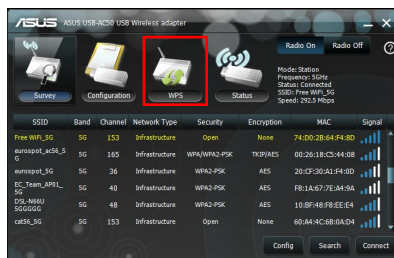 ASUS ASUS USB-AC50 USB Wireless adapter
Radio On Radio Off
Mode: Station
Frequency: 5GHz
Status: Connected
SSID: Free WiFi_5G
Speed: 292.5 Mbps
Survey Configuration WPS Status
SSID Band Channel Network Type Security Encryption MAC Signal
Free WiFi_5G 5G 153 Infrastructure Open None 74:D0:2B:64:F4:8D
eurospot_ac56_5G 5G 165 Infrastructure WPA/WPA2-PSK TKIP/AES 00:26:18:C5:44:08
eurospot_5G 5G 36 Infrastructure WPA2-PSK AES 20:CF:30:A1:F4:0D
EC_Team_AP01_5G 5G 40 Infrastructure WPA2-PSK AES F8:1A:67:7E:A4:9A
DSL-N66U 5GGGGG 5G 48 Infrastructure WPA2-PSK AES 10:BF:48:F8:EE:E4
cat56_5G 5G 153 Infrastructure Open None 60:A4:4C:6B:0A:D4
Config Search Connect